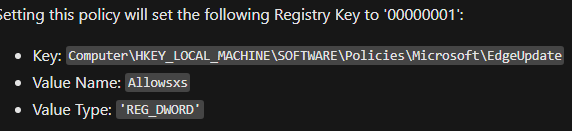 Setting this policy will set the following Registry Key to '00000001':
Key: Computer\HKEY_LOCAL_MACHINE\SOFTWARE\Policies\Microsoft\EdgeUpdate
Value Name: Allowsxs
Value Type: 'REG_DWORD'